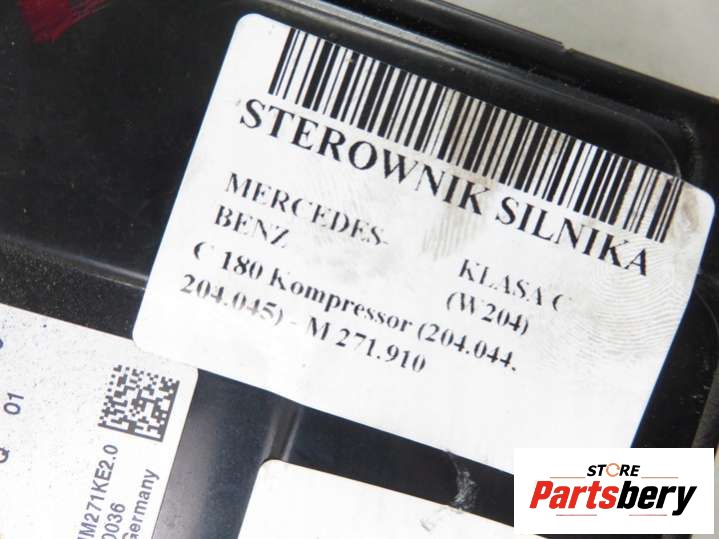 STEROWNIK SILNIKA
MERCEDES-
BENZ
KLASA C
(W204)
C 180 Kompressor (204.044,
204.045) - M 271.910
01
M271KE2.0
0036
Germany
STORE
Partsbery